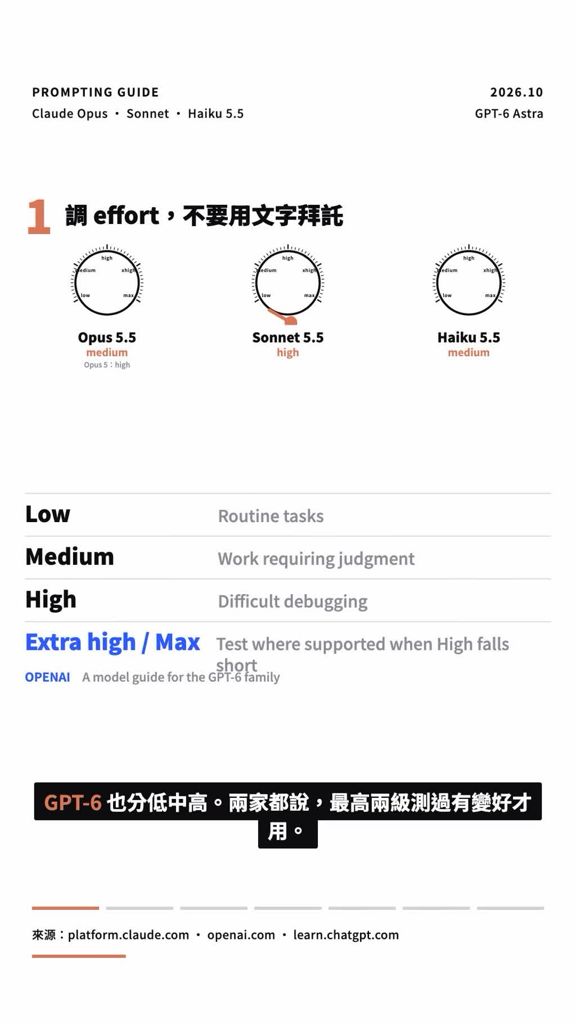 PROMPTING GUIDE
2026.10
Claude Opus • Sonnet • Haiku 5.5
GPT-6 Astra
1 調 effort，不要用文字拜託
high
medium
xhigh
low
max
high
medium
xhigh
low
max
high
medium
xhigh
low
max
Opus 5.5
medium
Opus 5：high
Sonnet 5.5
high
Haiku 5.5
medium
Low Routine tasks
Medium Work requiring judgment
High Difficult debugging
Extra high / Max Test where supported when High falls
short
OPENAI A model guide for the GPT-6 family
GPT-6 也分低中高。兩家都說，最高兩級測過有變好才
用。
來源：platform.claude.com • openai.com • learn.chatgpt.com